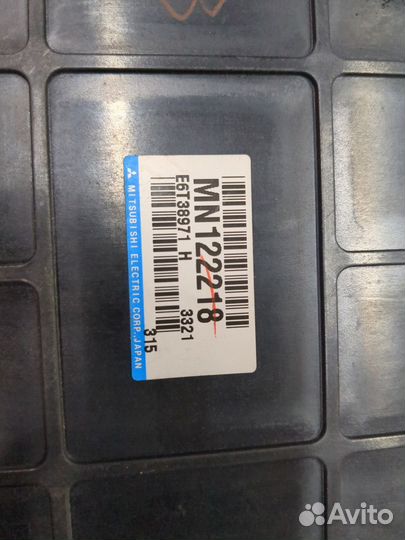 MN122218
E6T38971 H 3321
315
MITSUBISHI ELECTRIC CORP. JAPAN
Avito